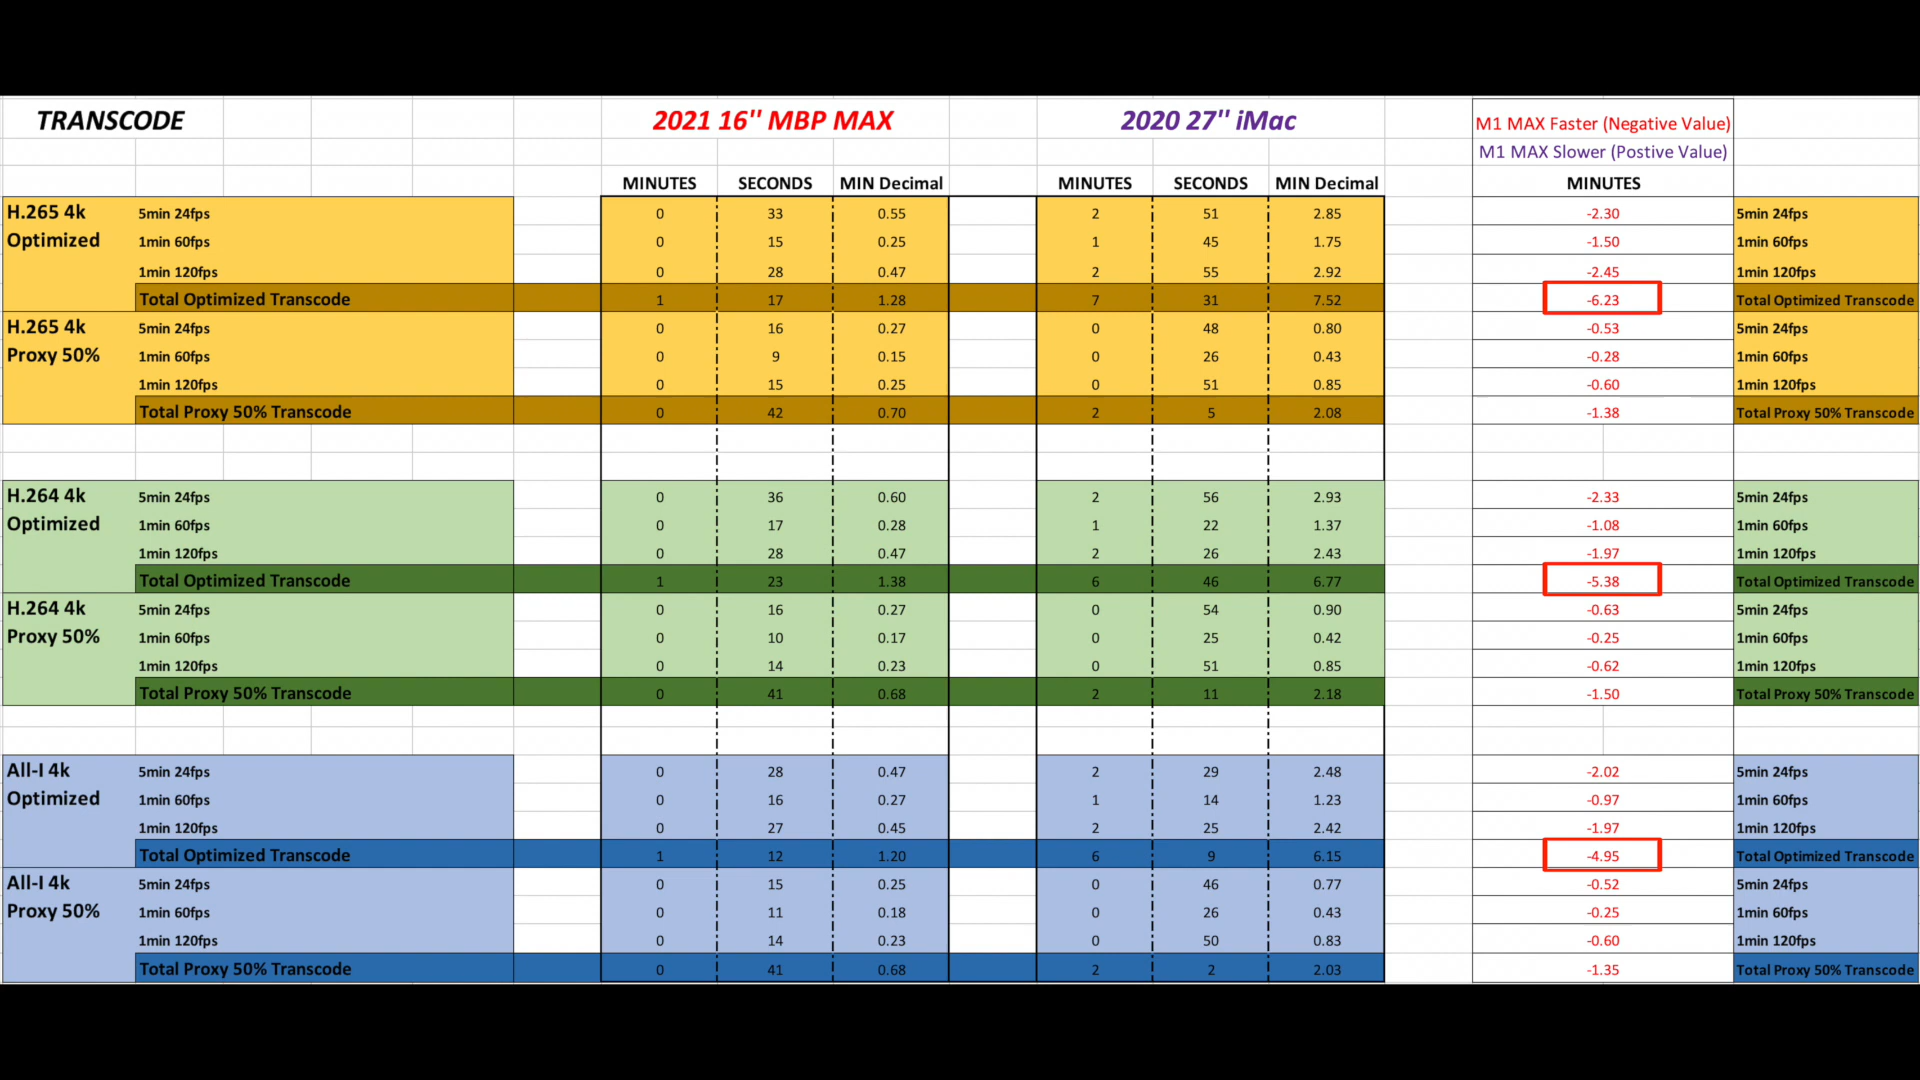 TRANSCODE 2021 16'' MBP MAX 2020 27'' iMac M1 MAX Faster (Negative Value)
M1 MAX Slower (Postive Value)
MINUTES SECONDS MIN Decimal MINUTES SECONDS MIN Decimal MINUTES
H.265 4k 5min 24fps 0 33 0.55 2 51 2.85 -2.30 5min 24fps
Optimized 1min 60fps 0 15 0.25 1 45 1.75 -1.50 1min 60fps
1min 120fps 0 28 0.47 2 55 2.92 -2.45 1min 120fps
Total Optimized Transcode 1 17 1.28 7 31 7.52 -6.23 Total Optimized Transcode
H.265 4k 5min 24fps 0 16 0.27 0 48 0.80 -0.53 5min 24fps
Proxy 50% 1min 60fps 0 9 0.15 0 26 0.43 -0.28 1min 60fps
1min 120fps 0 15 0.25 0 51 0.85 -0.60 1min 120fps
Total Proxy 50% Transcode 0 42 0.70 2 5 2.08 -1.38 Total Proxy 50% Transcode
H.264 4k 5min 24fps 0 36 0.60 2 56 2.93 -2.33 5min 24fps
Optimized 1min 60fps 0 17 0.28 1 22 1.37 -1.08 1min 60fps
1min 120fps 0 28 0.47 2 26 2.43 -1.97 1min 120fps
Total Optimized Transcode 1 23 1.38 6 46 6.77 -5.38 Total Optimized Transcode
H.264 4k 5min 24fps 0 16 0.27 0 54 0.90 -0.63 5min 24fps
Proxy 50% 1min 60fps 0 10 0.17 0 25 0.42 -0.25 1min 60fps
1min 120fps 0 14 0.23 0 51 0.85 -0.62 1min 120fps
Total Proxy 50% Transcode 0 41 0.68 2 11 2.18 -1.50 Total Proxy 50% Transcode
All-I 4k 5min 24fps 0 28 0.47 2 29 2.48 -2.02 5min 24fps
Optimized 1min 60fps 0 16 0.27 1 14 1.23 -0.97 1min 60fps
1min 120fps 0 27 0.45 2 25 2.42 -1.97 1min 120fps
Total Optimized Transcode 1 12 1.20 6 9 6.15 -4.95 Total Optimized Transcode
All-I 4k 5min 24fps 0 15 0.25 0 46 0.77 -0.52 5min 24fps
Proxy 50% 1min 60fps 0 11 0.18 0 26 0.43 -0.25 1min 60fps
1min 120fps 0 14 0.23 0 50 0.83 -0.60 1min 120fps
Total Proxy 50% Transcode 0 41 0.68 2 2 2.03 -1.35 Total Proxy 50% Transcode